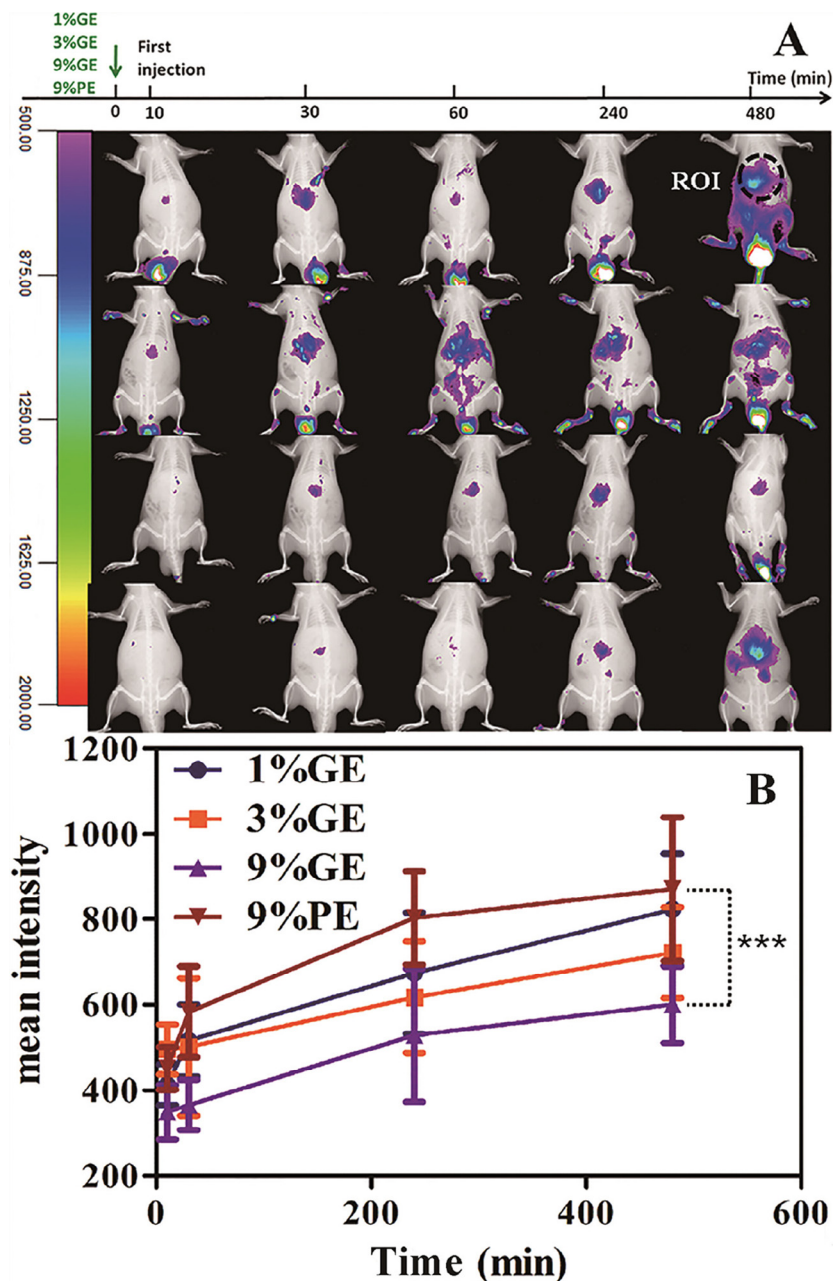 1%GE
3%GE
9%GE
9%PE
First
injection
A
Time (min)
0 10 30 60 240 480
500.00
875.00
1250.00
1625.00
2000.00
ROI
B
1200
1000
800
600
400
200
mean intensity
1%GE
3%GE
9%GE
9%PE
***
0 200 400 600
Time (min)